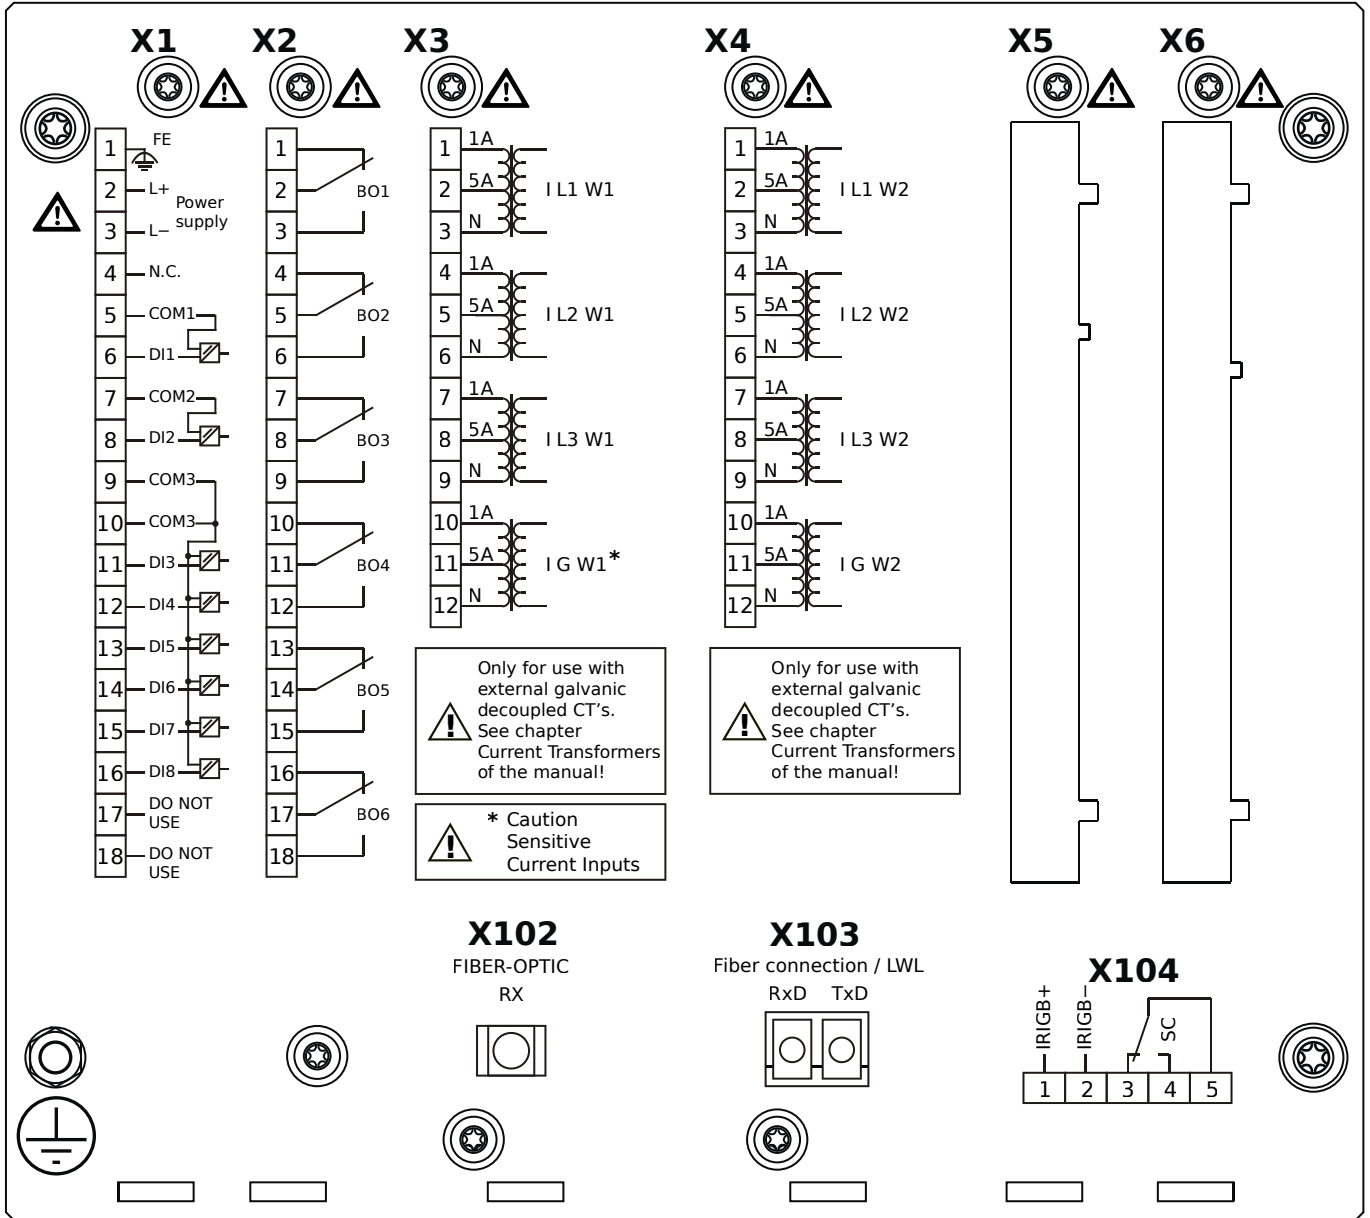 X1 X2 X3 X4 X5 X6
1 FE
2 L+
Power
supply
3 L−
4 N.C.
5 COM1
6 DI1
7 COM2
8 DI2
9 COM3
10 COM3
11 DI3
12 DI4
13 DI5
14 DI6
15 DI7
16 DI8
17 DO NOT
USE
18 DO NOT
USE
1
2 BO1
3
4
5 BO2
6
7
8 BO3
9
10
11 BO4
12
13
14 BO5
15
16
17 BO6
18
1 1A
2 5A I L1 W1
3 N
4 1A
5 5A I L2 W1
6 N
7 1A
8 5A I L3 W1
9 N
10 1A
11 5A I G W1*
12 N
Only for use with
external galvanic
decoupled CT's.
See chapter
Current Transformers
of the manual!
* Caution
Sensitive
Current Inputs
1 1A
2 5A I L1 W2
3 N
4 1A
5 5A I L2 W2
6 N
7 1A
8 5A I L3 W2
9 N
10 1A
11 5A I G W2
12 N
Only for use with
external galvanic
decoupled CT's.
See chapter
Current Transformers
of the manual!
X102
FIBER-OPTIC
RX
X103
Fiber connection / LWL
RxD TxD
X104
IRIGB+ IRIGB− SC
1 2 3 4 5